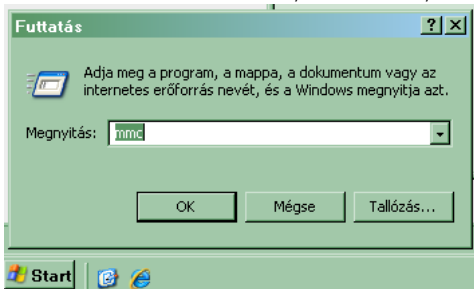 Futtatás
Adja meg a program, a mappa, a dokumentum vagy az
internetes erőforrás nevét, és a Windows megnyitja azt.
Megnyitás: mmc
OK Mégse Tallózás...
Start